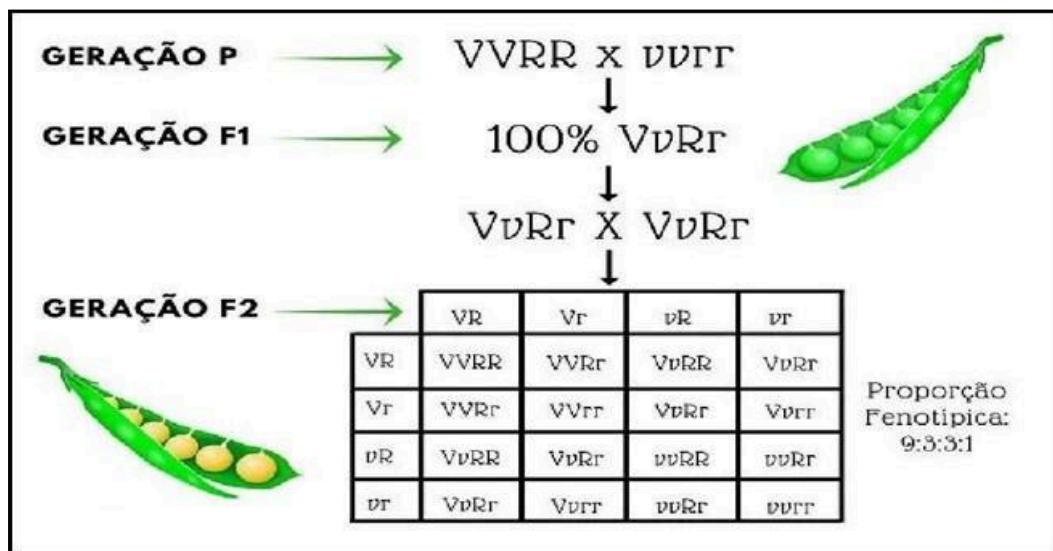 GERAÇÃO P VVRR x vvrr
GERAÇÃO F1 100% VvRr
VvRr X VvRr
GERAÇÃO F2
VR Vr vR vr
VR VVRR VVRr VvRR VvRr
Vr VVRr VVrr VvRr Vvrr
vR VvRR VvRr vvRR vvRr
vr VvRr Vvrr vvRr vvrr
Proporção
Fenotípica:
9:3:3:1